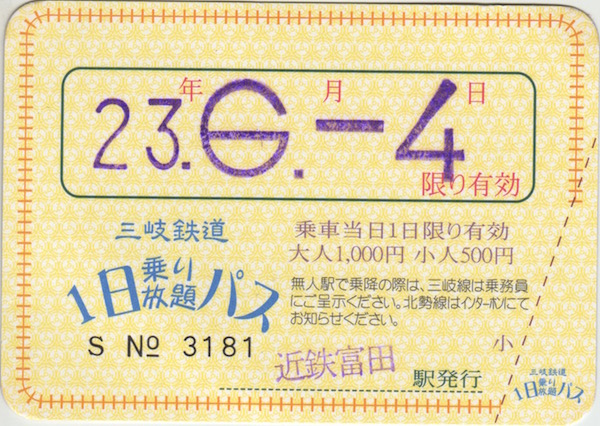 年 月 日
23.6.-4
限り有効
三岐鉄道
1日乗り放題パス
S No 3181
乗車当日1日限り有効
大人1,000円 小人500円
無人駅で乗降の際は、三岐線は乗務員
にご呈示ください。北勢線はインターホンにて
お知らせください。
小
近鉄富田
駅発行
三岐鉄道
1日乗り放題パス